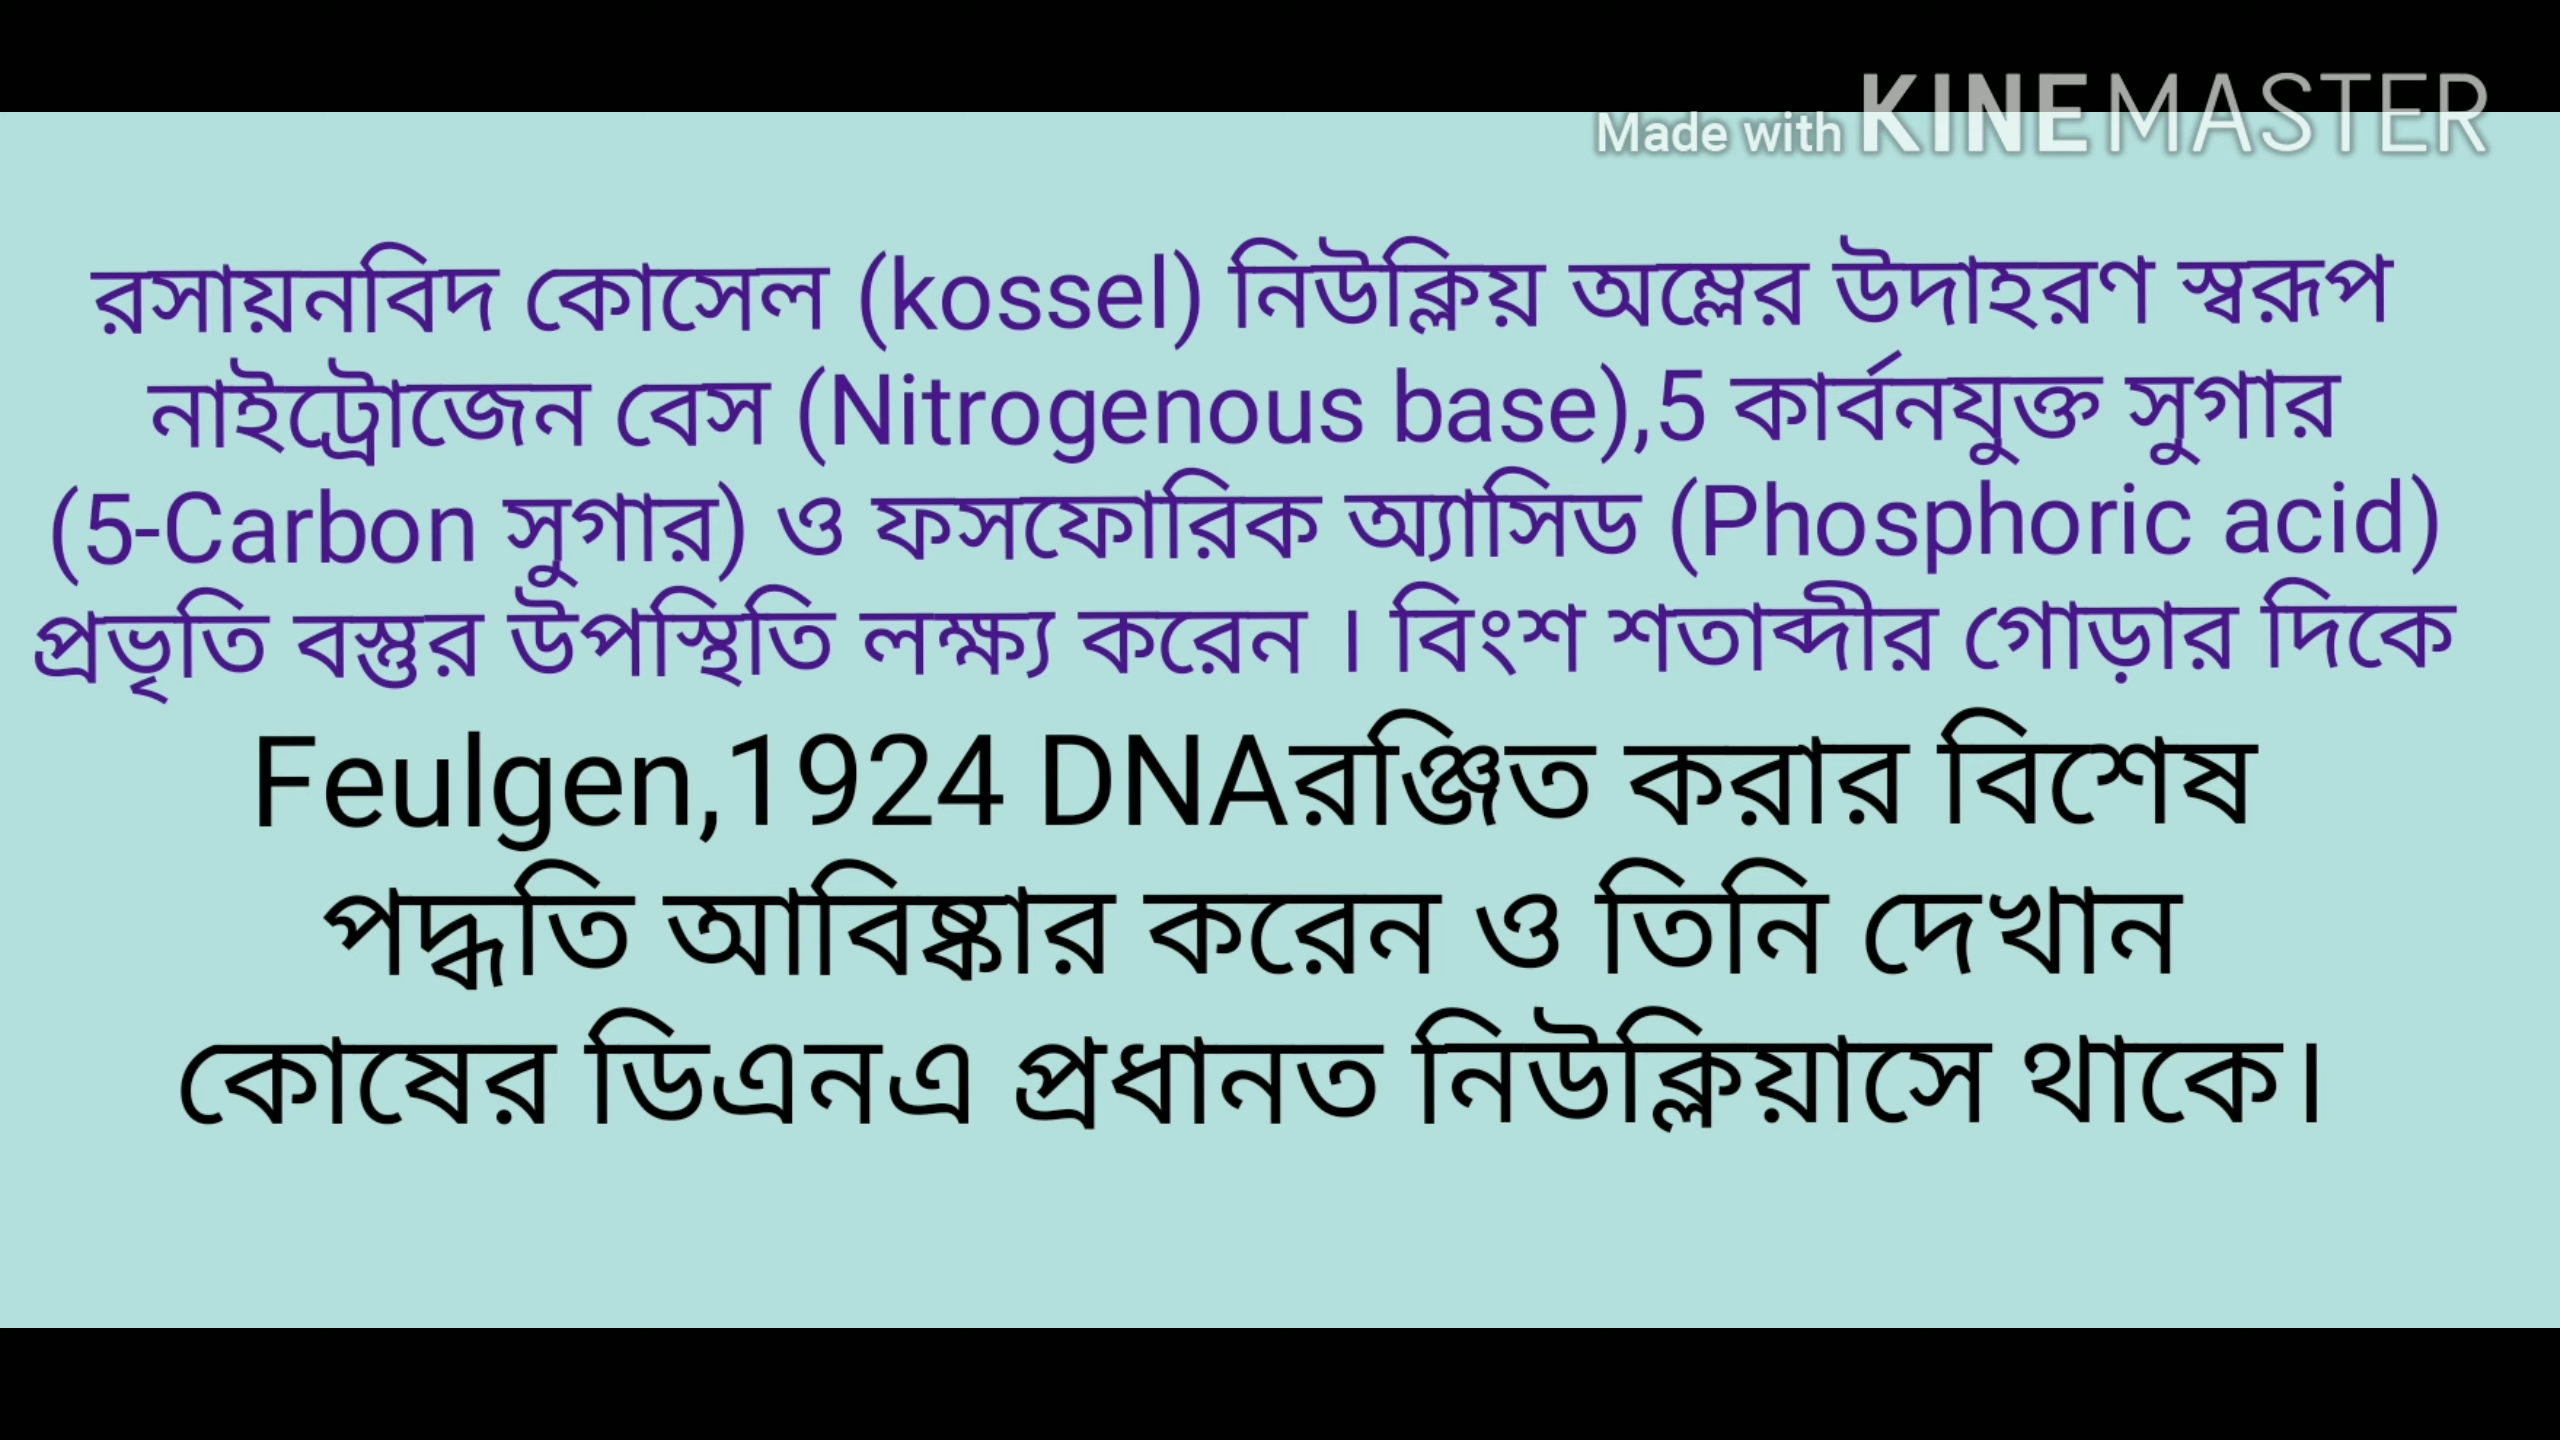 Made with KINEMASTER
রসায়নবিদ কোসেল (kossel) নিউক্লিয় অম্লের উদাহরণ স্বরূপ
নাইট্রোজেন বেস (Nitrogenous base),5 কার্বনযুক্ত সুগার
(5-Carbon সুগার) ও ফসফোরিক অ্যাসিড (Phosphoric acid)
প্রভৃতি বস্তুর উপস্থিতি লক্ষ্য করেন । বিংশ শতাব্দীর গোড়ার দিকে
Feulgen,1924 DNAরঞ্জিত করার বিশেষ
পদ্ধতি আবিষ্কার করেন ও তিনি দেখান
কোষের ডিএনএ প্রধানত নিউক্লিয়াসে থাকে।